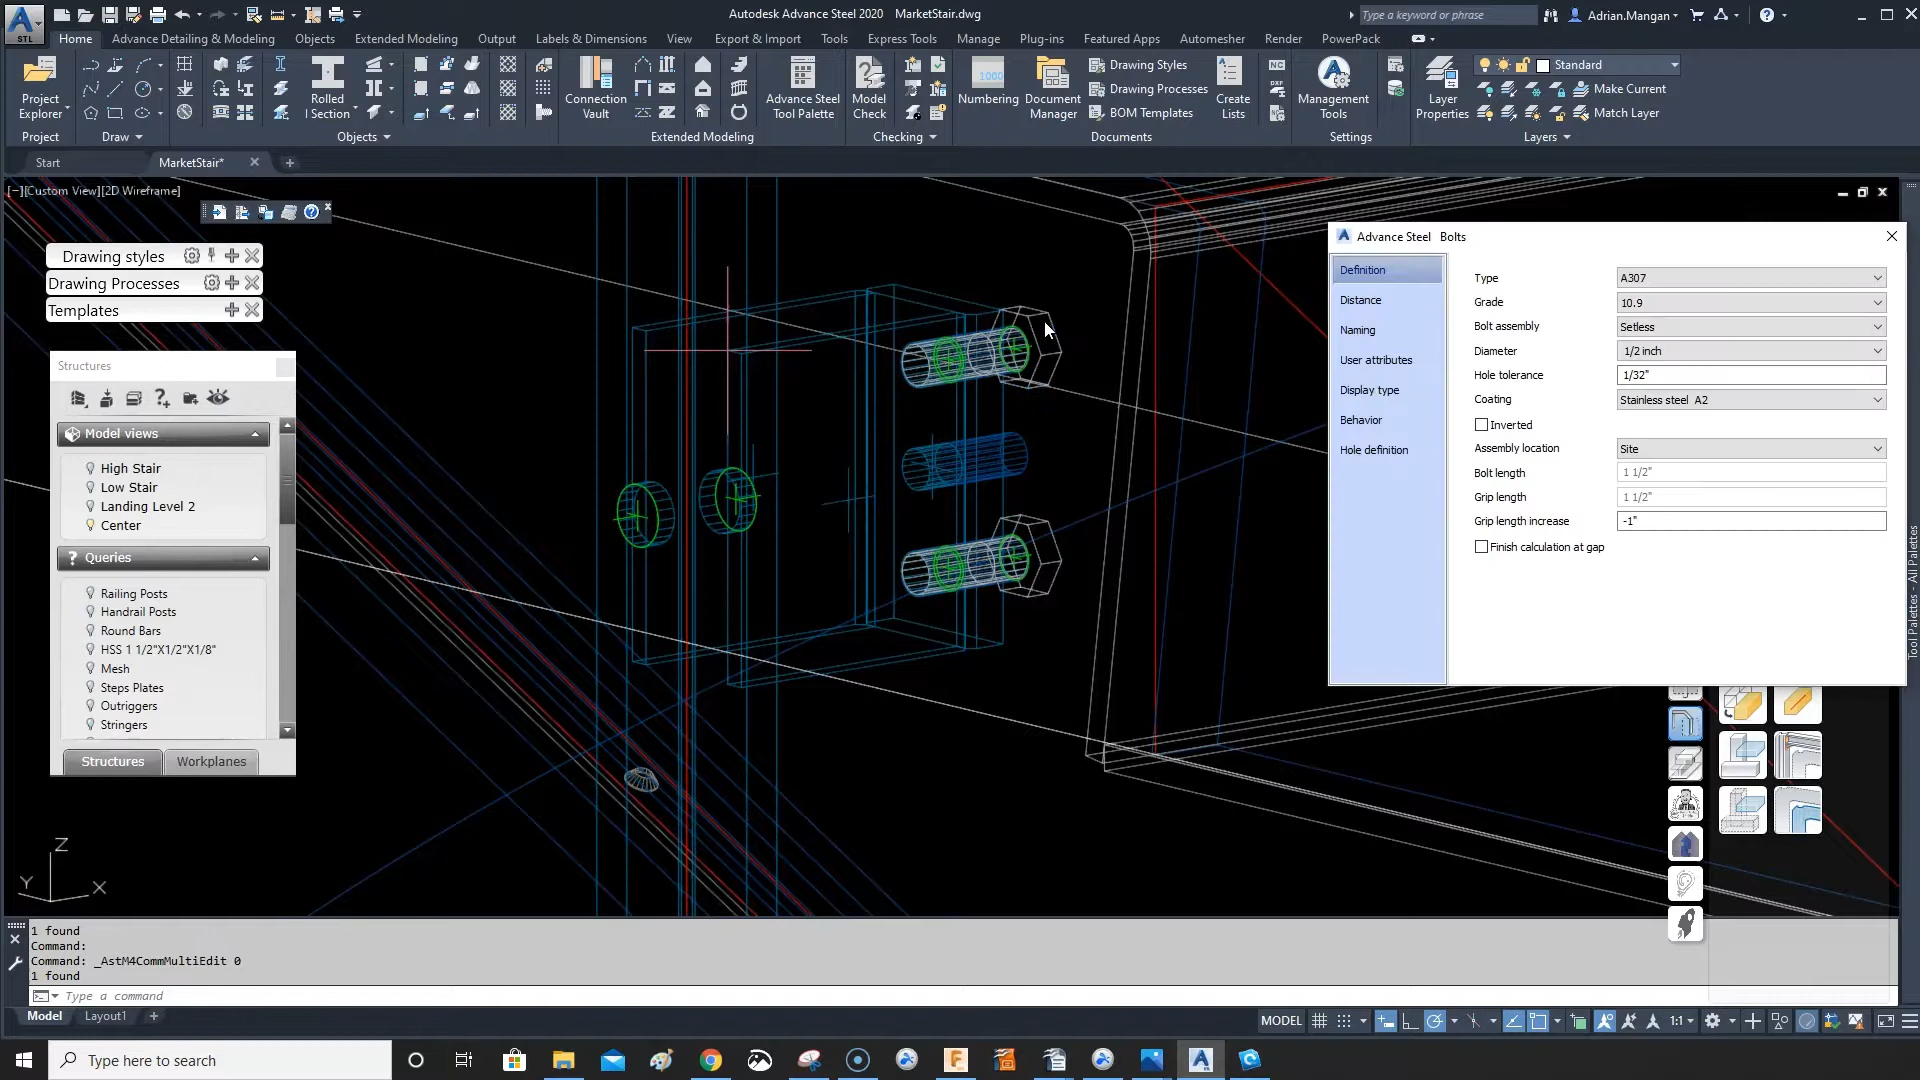 STL
Autodesk Advance Steel 2020 MarketStair.dwg
Type a keyword or phrase
Adrian.Mangan
Home Advance Detailing & Modeling Objects Extended Modeling Output Labels & Dimensions View Export & Import Tools Express Tools Manage Plug-ins Featured Apps Automesher Render PowerPack
Project
Explorer
Rolled
I Section
Connection
Vault
Advance Steel
Tool Palette
Model
Check
1000
Numbering
Document
Manager
Drawing Styles
Drawing Processes
BOM Templates
Create
Lists
NC
DXF
Management
Tools
Layer
Properties
Standard
Make Current
Match Layer
Project Draw Objects Extended Modeling Checking Documents Settings Layers
Start MarketStair*
[−][Custom View][2D Wireframe]
Drawing styles
Drawing Processes
Templates
Structures
Model views
High Stair
Low Stair
Landing Level 2
Center
Queries
Railing Posts
Handrail Posts
Round Bars
HSS 1 1/2"X1/2"X1/8"
Mesh
Steps Plates
Outriggers
Stringers
Structures Workplanes
Z
Y
X
Advance Steel Bolts
Definition
Distance
Naming
User attributes
Display type
Behavior
Hole definition
Type A307
Grade 10.9
Bolt assembly Setless
Diameter 1/2 inch
Hole tolerance 1/32"
Coating Stainless steel A2
Inverted
Assembly location Site
Bolt length 1 1/2"
Grip length 1 1/2"
Grip length increase -1"
Finish calculation at gap
Tool Palettes - All Palettes
1 found
Command:
Command: _AstM4CommMultiEdit 0
1 found
Type a command
Model Layout1
MODEL 1:1
Type here to search